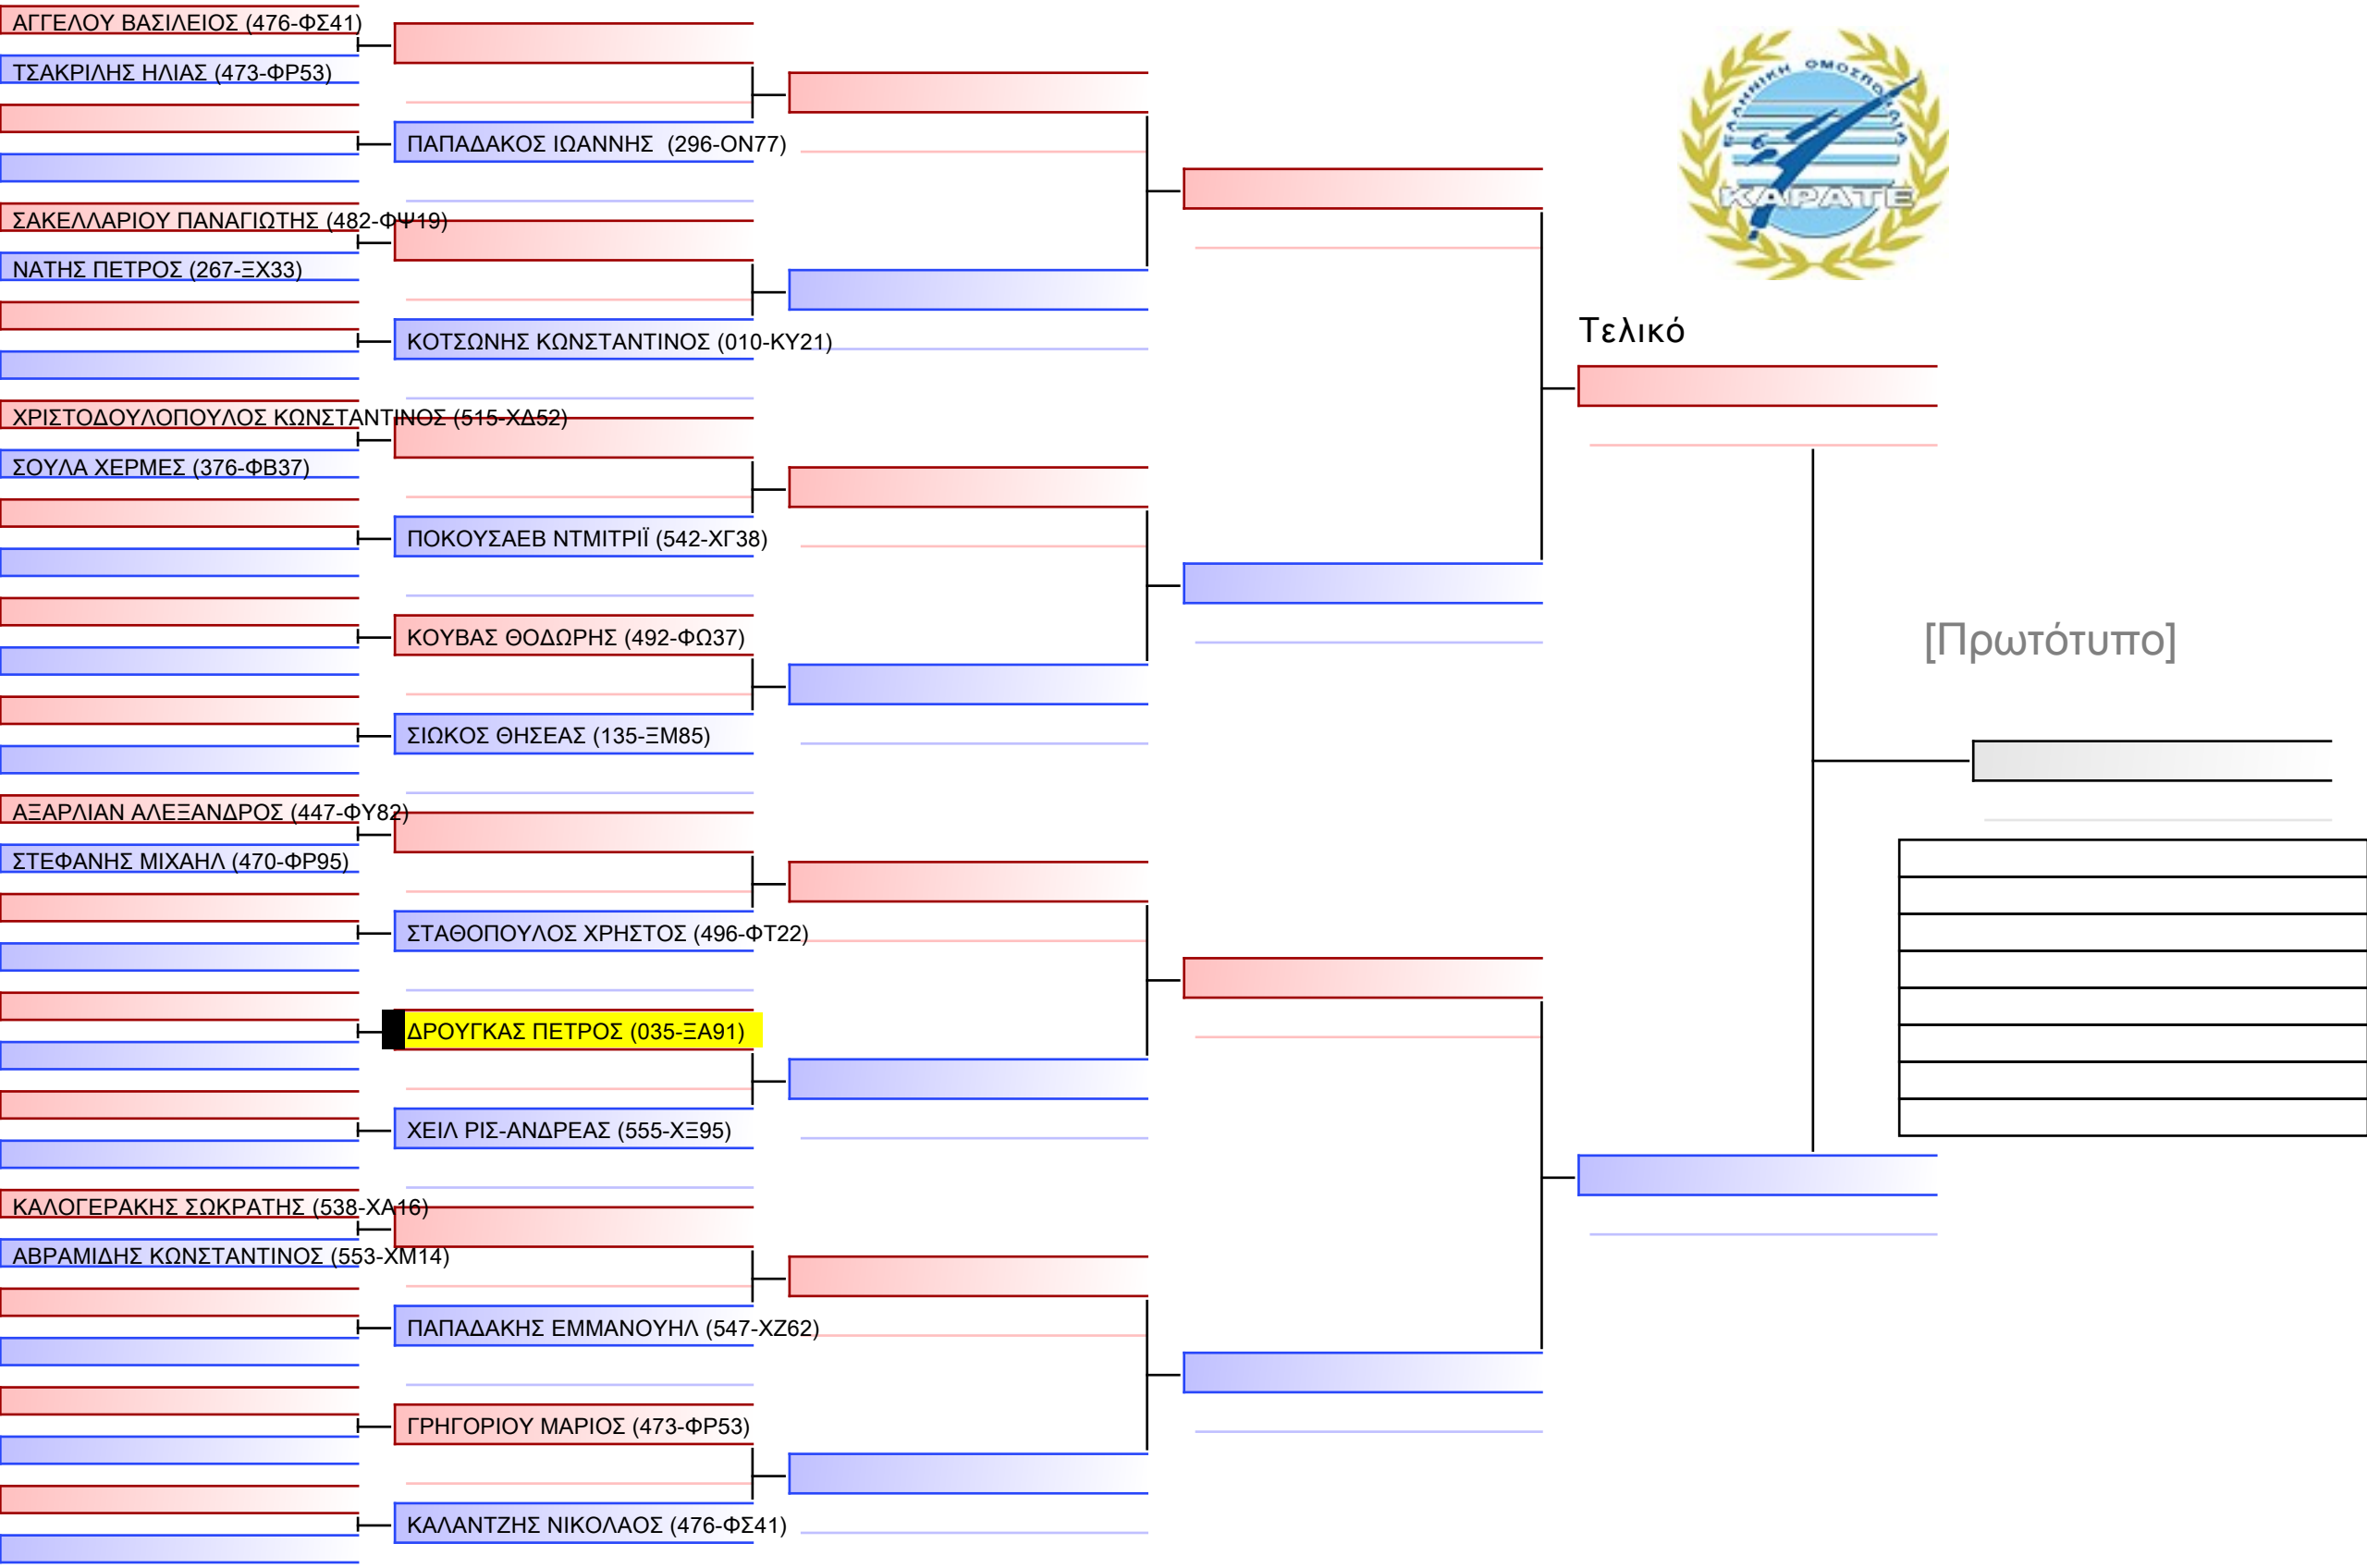 ΑΓΓΕΛΟΥ ΒΑΣΙΛΕΙΟΣ (476-ΦΣ41)
ΤΣΑΚΡΙΛΗΣ ΗΛΙΑΣ (473-ΦΡ53)
ΠΑΠΑΔΑΚΟΣ ΙΩΑΝΝΗΣ (296-ΟΝ77)
ΣΑΚΕΛΛΑΡΙΟΥ ΠΑΝΑΓΙΩΤΗΣ (482-ΦΨ19)
ΝΑΤΗΣ ΠΕΤΡΟΣ (267-ΞΧ33)
ΚΟΤΣΩΝΗΣ ΚΩΝΣΤΑΝΤΙΝΟΣ (010-ΚΥ21)
ΧΡΙΣΤΟΔΟΥΛΟΠΟΥΛΟΣ ΚΩΝΣΤΑΝΤΙΝΟΣ (515-ΧΔ52)
ΣΟΥΛΑ ΧΕΡΜΕΣ (376-ΦΒ37)
ΠΟΚΟΥΣΑΕΒ ΝΤΜΙΤΡΙΪ (542-ΧΓ38)
ΚΟΥΒΑΣ ΘΟΔΩΡΗΣ (492-ΦΩ37)
ΣΙΩΚΟΣ ΘΗΣΕΑΣ (135-ΞΜ85)
ΑΞΑΡΛΙΑΝ ΑΛΕΞΑΝΔΡΟΣ (447-ΦΥ82)
ΣΤΕΦΑΝΗΣ ΜΙΧΑΗΛ (470-ΦΡ95)
ΣΤΑΘΟΠΟΥΛΟΣ ΧΡΗΣΤΟΣ (496-ΦΤ22)
ΔΡΟΥΓΚΑΣ ΠΕΤΡΟΣ (035-ΞΑ91)
ΧΕΙΛ ΡΙΣ-ΑΝΔΡΕΑΣ (555-ΧΞ95)
ΚΑΛΟΓΕΡΑΚΗΣ ΣΩΚΡΑΤΗΣ (538-ΧΑ16)
ΑΒΡΑΜΙΔΗΣ ΚΩΝΣΤΑΝΤΙΝΟΣ (553-ΧΜ14)
ΠΑΠΑΔΑΚΗΣ ΕΜΜΑΝΟΥΗΛ (547-ΧΖ62)
ΓΡΗΓΟΡΙΟΥ ΜΑΡΙΟΣ (473-ΦΡ53)
ΚΑΛΑΝΤΖΗΣ ΝΙΚΟΛΑΟΣ (476-ΦΣ41)
ΕΛΛΗΝΙΚΗ ΟΜΟΣΠΟΝΔΙΑ
ΚΑΡΑΤΕ
Τελικό
[Πρωτότυπο]